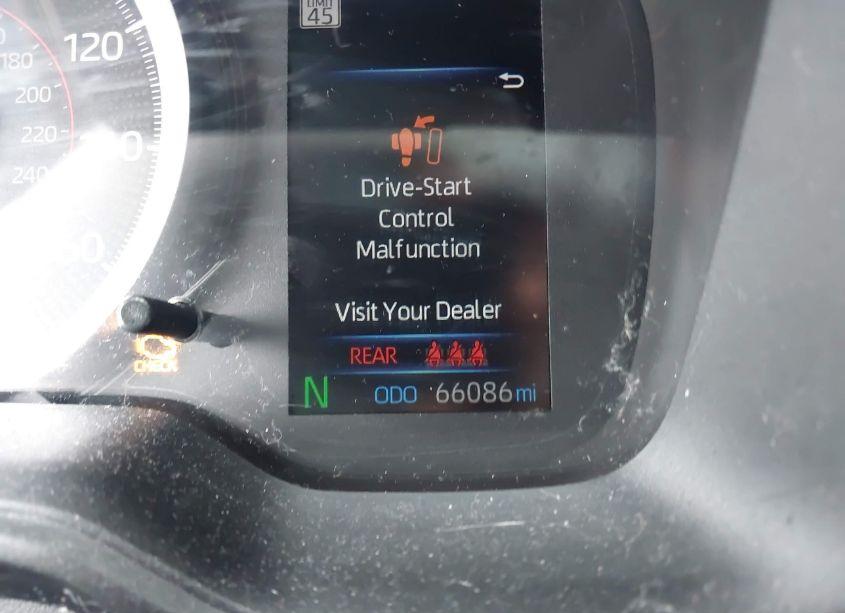 LIMIT
45
120
180
200
220
240
Drive-Start
Control
Malfunction
Visit Your Dealer
REAR
CHECK
N ODO 66086 mi